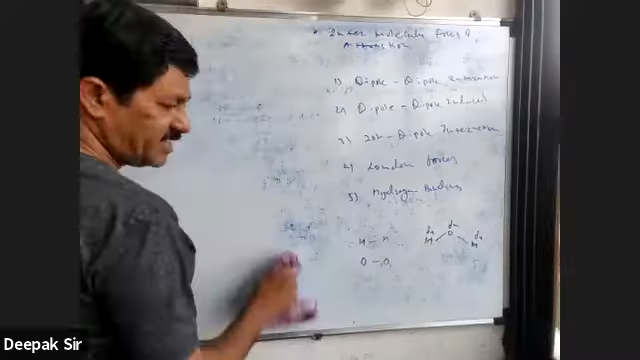 • Inter molecular forces of
Attraction
1) Dipole - Dipole interaction
2) Dipole - Dipole Induced
3) Ion - Dipole Interaction
4) London forces
5) Hydrogen Bonding
H - H
O
H H
O - O
Deepak Sir